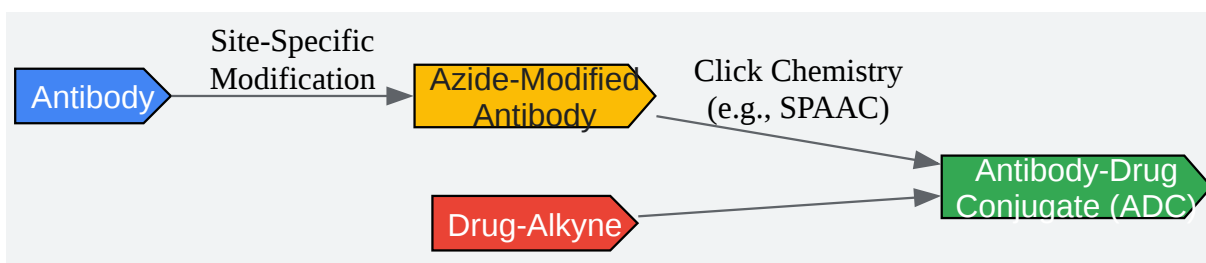 Site-Specific
Modification
Antibody
Azide-Modified
Antibody
Click Chemistry
(e.g., SPAAC)
Drug-Alkyne
Antibody-Drug
Conjugate (ADC)